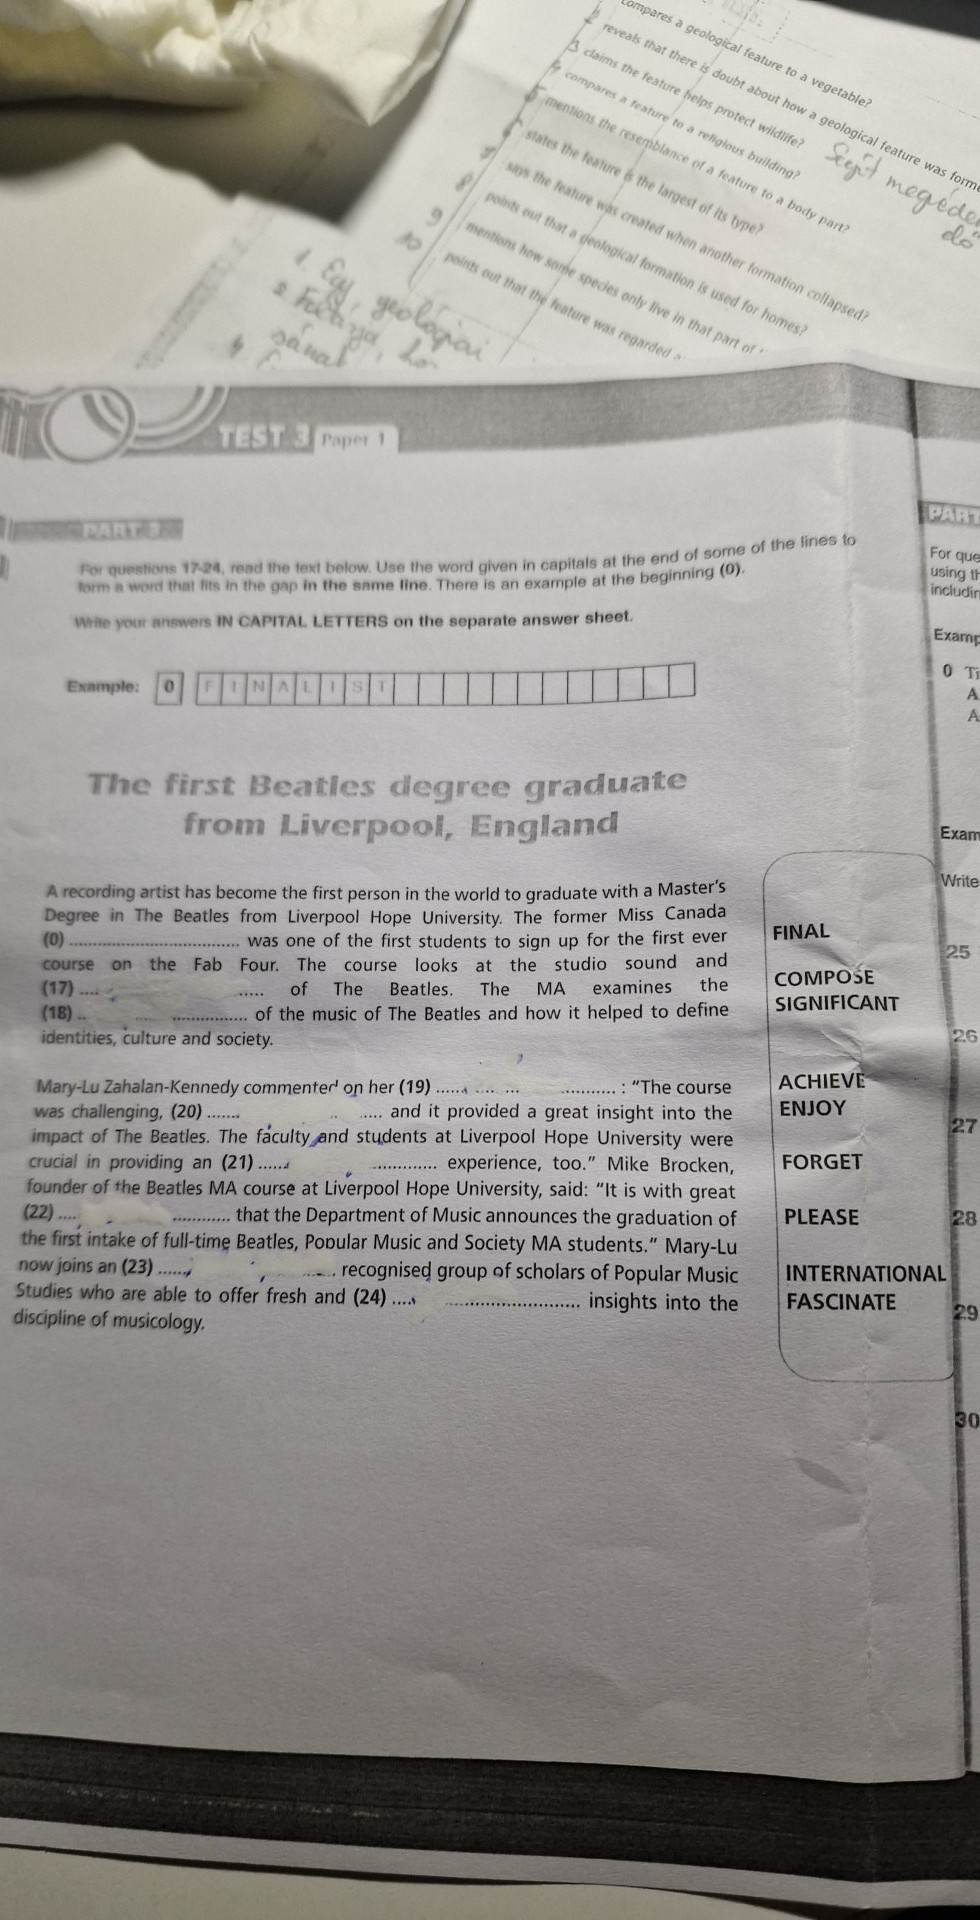 compares a geological feature to a vegetable?
reveals that there is doubt about how a geological feature was form
3 claims the feature helps protect wildlife?
4 compares a feature to a religious building?
5 mentions the resemblance of a feature to a body part?
6 states the feature is the largest of its type?
7 says the feature was created when another formation collapsed?
8 points out that a geological formation is used for homes?
9 mentions how some species only live in that part of
10 points out that the feature was regarded a
Segít megéde
dő
1. Egy geológiai
2
sánal
TEST 3 Paper 1
PART 3
For questions 17-24, read the text below. Use the word given in capitals at the end of some of the lines to
form a word that fits in the gap in the same line. There is an example at the beginning (0).
Write your answers IN CAPITAL LETTERS on the separate answer sheet.
Example: 0 F I N A L I S T
The first Beatles degree graduate
from Liverpool, England
A recording artist has become the first person in the world to graduate with a Master's
Degree in The Beatles from Liverpool Hope University. The former Miss Canada
(0) .................................. was one of the first students to sign up for the first ever FINAL
course on the Fab Four. The course looks at the studio sound and
(17) .... ..... of The Beatles. The MA examines the COMPOSE
(18) .. ............... of the music of The Beatles and how it helped to define SIGNIFICANT
identities, culture and society.
Mary-Lu Zahalan-Kennedy commented on her (19) ...... .... ... ........... : "The course ACHIEVE
was challenging, (20) ....... .. ..... and it provided a great insight into the ENJOY
impact of The Beatles. The faculty and students at Liverpool Hope University were
crucial in providing an (21) ...... ............. experience, too." Mike Brocken, FORGET
founder of the Beatles MA course at Liverpool Hope University, said: "It is with great
(22) .... ............ that the Department of Music announces the graduation of PLEASE
the first intake of full-time Beatles, Popular Music and Society MA students." Mary-Lu
now joins an (23) ...... ...... recognised group of scholars of Popular Music INTERNATIONAL
Studies who are able to offer fresh and (24) .... ........................... insights into the FASCINATE
discipline of musicology.
PART
For que
using th
includin
Examp
0 Ti
A
A
Exam
Write
25
26
27
28
29
30